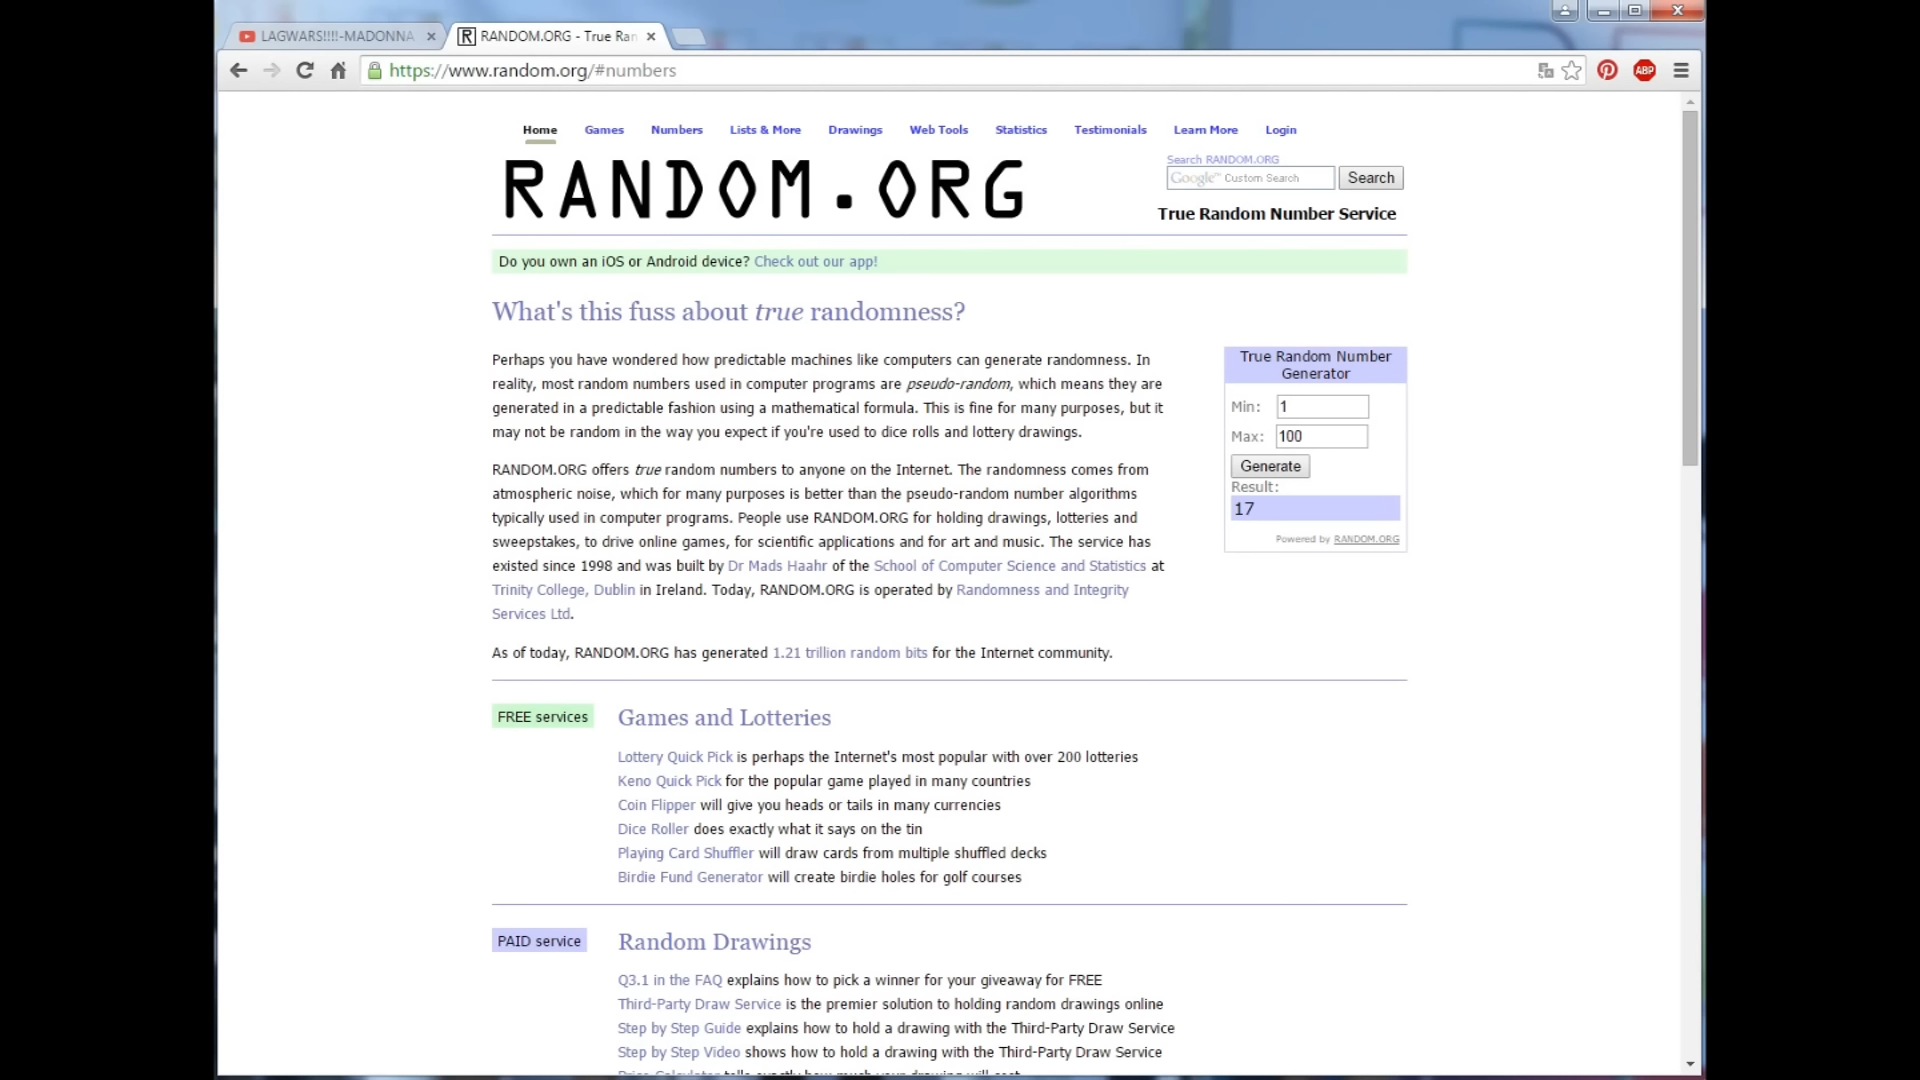 LAGWARS!!!!-MADONNA
RANDOM.ORG - True Ran
https://www.random.org/#numbers
ABP
Home Games Numbers Lists & More Drawings Web Tools Statistics Testimonials Learn More Login
RANDOM.ORG
Search RANDOM.ORG
Google™ Custom Search Search
True Random Number Service
Do you own an iOS or Android device? Check out our app!
What's this fuss about true randomness?
Perhaps you have wondered how predictable machines like computers can generate randomness. In
reality, most random numbers used in computer programs are pseudo-random, which means they are
generated in a predictable fashion using a mathematical formula. This is fine for many purposes, but it
may not be random in the way you expect if you're used to dice rolls and lottery drawings.
RANDOM.ORG offers true random numbers to anyone on the Internet. The randomness comes from
atmospheric noise, which for many purposes is better than the pseudo-random number algorithms
typically used in computer programs. People use RANDOM.ORG for holding drawings, lotteries and
sweepstakes, to drive online games, for scientific applications and for art and music. The service has
existed since 1998 and was built by Dr Mads Haahr of the School of Computer Science and Statistics at
Trinity College, Dublin in Ireland. Today, RANDOM.ORG is operated by Randomness and Integrity
Services Ltd.
As of today, RANDOM.ORG has generated 1.21 trillion random bits for the Internet community.
True Random Number
Generator
Min: 1
Max: 100
Generate
Result:
17
Powered by RANDOM.ORG
FREE services
Games and Lotteries
Lottery Quick Pick is perhaps the Internet's most popular with over 200 lotteries
Keno Quick Pick for the popular game played in many countries
Coin Flipper will give you heads or tails in many currencies
Dice Roller does exactly what it says on the tin
Playing Card Shuffler will draw cards from multiple shuffled decks
Birdie Fund Generator will create birdie holes for golf courses
PAID service
Random Drawings
Q3.1 in the FAQ explains how to pick a winner for your giveaway for FREE
Third-Party Draw Service is the premier solution to holding random drawings online
Step by Step Guide explains how to hold a drawing with the Third-Party Draw Service
Step by Step Video shows how to hold a drawing with the Third-Party Draw Service